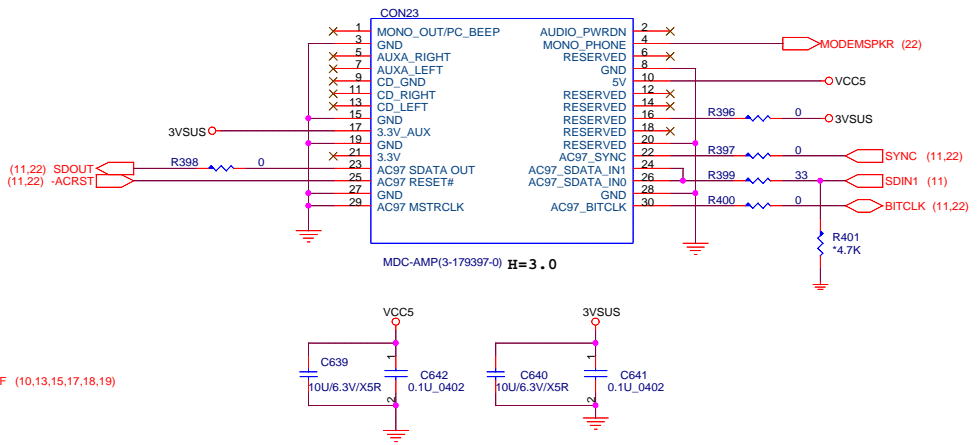 CON23
1 MONO_OUT/PC_BEEP AUDIO_PWRDN 2
3 GND MONO_PHONE 4 MODEMSPKR (22)
5 AUXA_RIGHT RESERVED 6
7 AUXA_LEFT GND 8
9 CD_GND 5V 10 VCC5
11 CD_RIGHT RESERVED 12
13 CD_LEFT RESERVED 14
15 GND RESERVED 16 R396 0 3VSUS
3VSUS 17 3.3V_AUX RESERVED 18
19 GND RESERVED 20
21 3.3V AC97_SYNC 22 R397 0 SYNC (11,22)
(11,22) SDOUT R398 0 23 AC97 SDATA OUT AC97_SDATA_IN1 24
(11,22) -ACRST 25 AC97 RESET# AC97_SDATA_IN0 26 R399 33 SDIN1 (11)
27 GND GND 28
29 AC97 MSTRCLK AC97_BITCLK 30 R400 0 BITCLK (11,22)
R401
*4.7K
MDC-AMP(3-179397-0) H=3.0
VCC5 3VSUS
1 1
C639 C642 C640 C641
10U/6.3V/X5R 0.1U_0402 10U/6.3V/X5R 0.1U_0402
2 2
F (10,13,15,17,18,19)